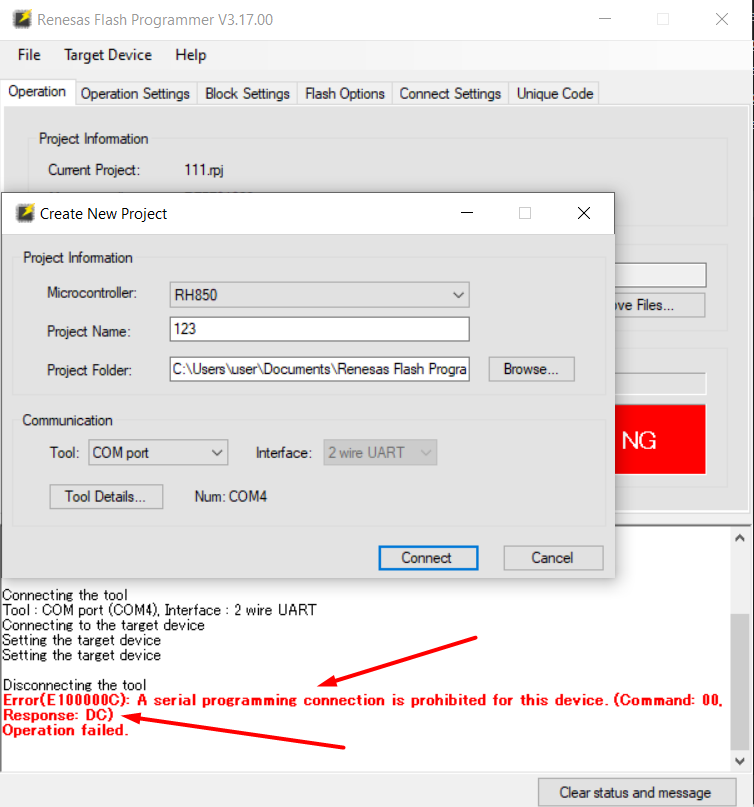 Renesas Flash Programmer V3.17.00
File Target Device Help
Operation Operation Settings Block Settings Flash Options Connect Settings Unique Code
Project Information
Current Project: 111.rpj
Create New Project
Project Information
Microcontroller: RH850
Project Name: 123
Project Folder: C:\Users\user\Documents\Renesas Flash Progra Browse...
ve Files...
Communication
Tool: COM port Interface: 2 wire UART
NG
Tool Details... Num: COM4
Connect Cancel
Connecting the tool
Tool : COM port (COM4), Interface : 2 wire UART
Connecting to the target device
Setting the target device
Setting the target device
Disconnecting the tool
Error(E100000C): A serial programming connection is prohibited for this device. (Command: 00,
Response: DC)
Operation failed.
Clear status and message